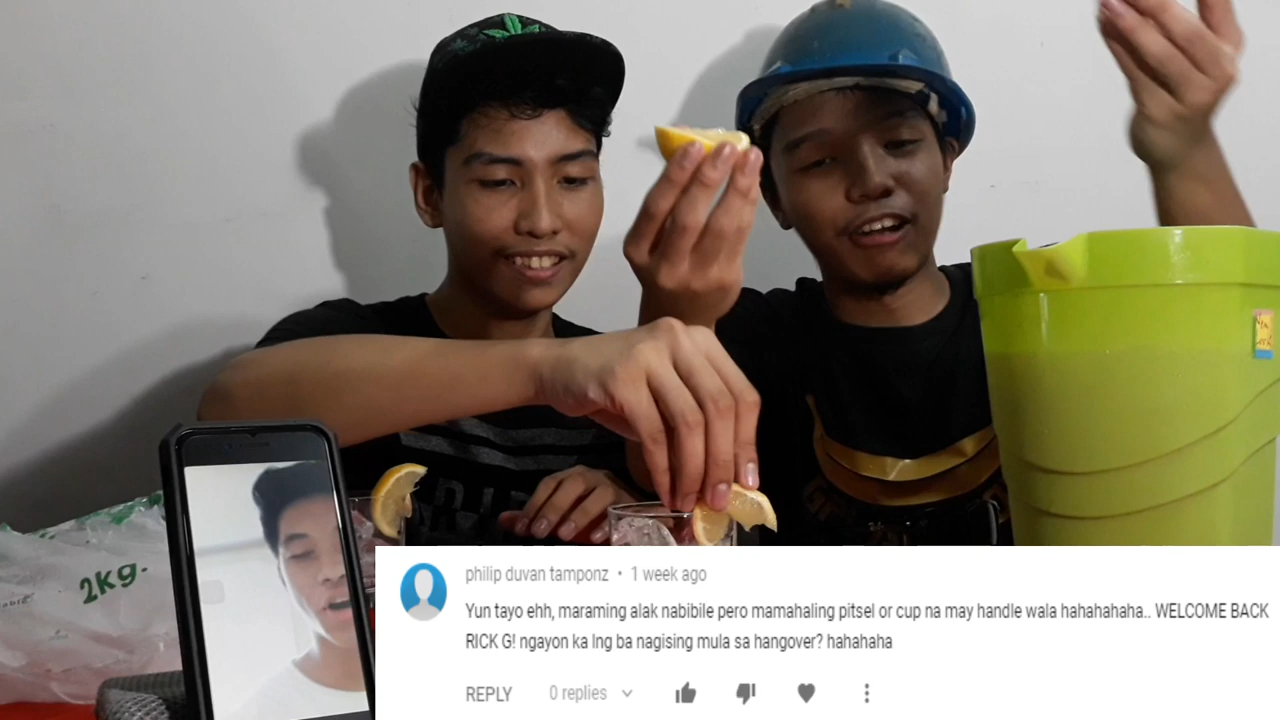 2kg.
philip duvan tamponz • 1 week ago
Yun tayo ehh, maraming alak nabibile pero mamahaling pitsel or cup na may handle wala hahahahaha.. WELCOME BACK
RICK G! ngayon ka lng ba nagising mula sa hangover? hahahaha
REPLY 0 replies